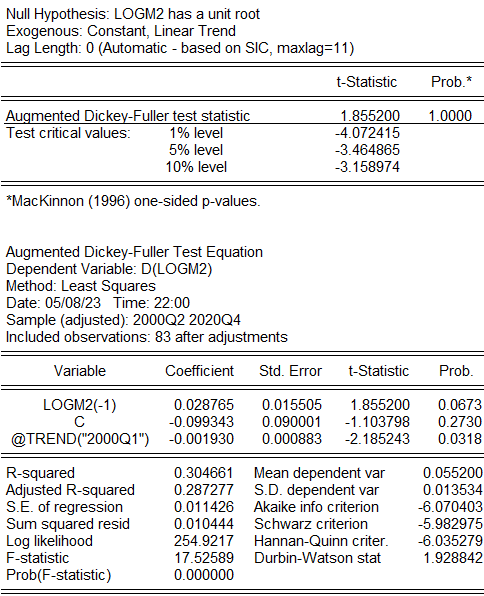 Null Hypothesis: LOGM2 has a unit root
Exogenous: Constant, Linear Trend
Lag Length: 0 (Automatic - based on SIC, maxlag=11)
t-Statistic Prob.*
Augmented Dickey-Fuller test statistic 1.855200 1.0000
Test critical values: 1% level -4.072415
5% level -3.464865
10% level -3.158974
*MacKinnon (1996) one-sided p-values.
Augmented Dickey-Fuller Test Equation
Dependent Variable: D(LOGM2)
Method: Least Squares
Date: 05/08/23 Time: 22:00
Sample (adjusted): 2000Q2 2020Q4
Included observations: 83 after adjustments
Variable Coefficient Std. Error t-Statistic Prob.
LOGM2(-1) 0.028765 0.015505 1.855200 0.0673
C -0.099343 0.090001 -1.103798 0.2730
@TREND("2000Q1") -0.001930 0.000883 -2.185243 0.0318
R-squared 0.304661 Mean dependent var 0.055200
Adjusted R-squared 0.287277 S.D. dependent var 0.013534
S.E. of regression 0.011426 Akaike info criterion -6.070403
Sum squared resid 0.010444 Schwarz criterion -5.982975
Log likelihood 254.9217 Hannan-Quinn criter. -6.035279
F-statistic 17.52589 Durbin-Watson stat 1.928842
Prob(F-statistic) 0.000000